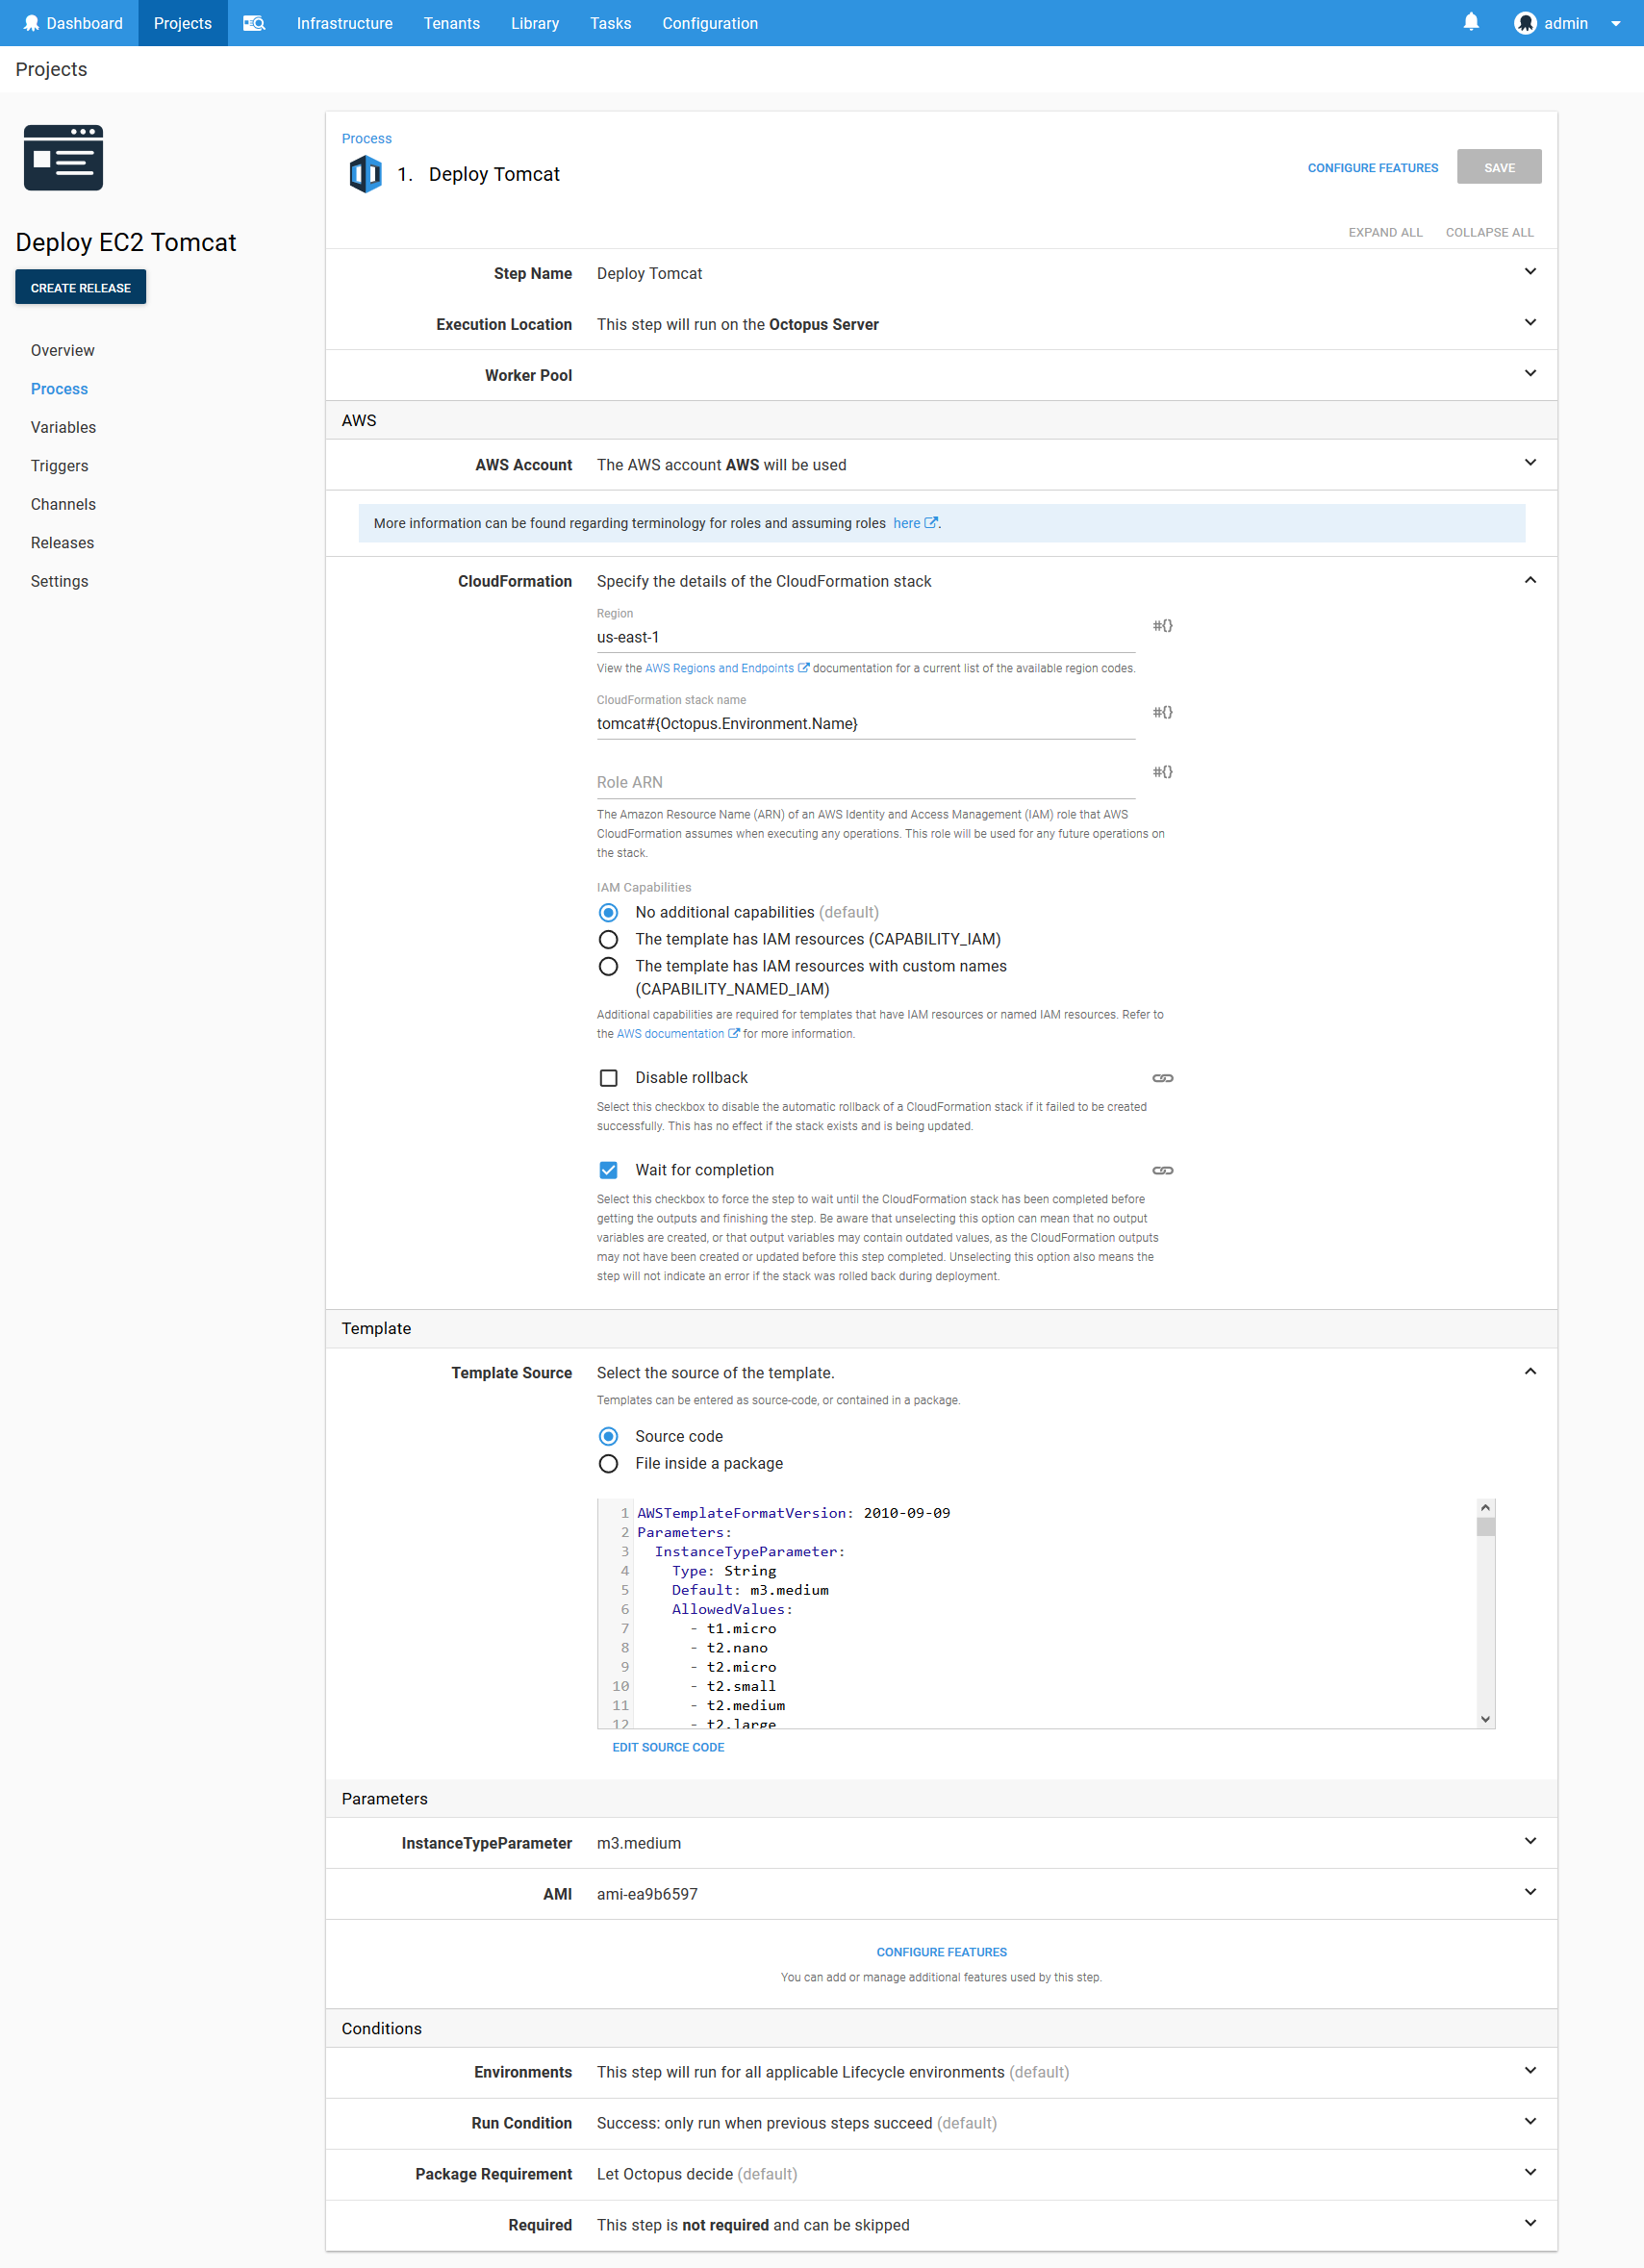 Dashboard Projects Infrastructure Tenants Library Tasks Configuration admin
Projects
Deploy EC2 Tomcat
CREATE RELEASE
Overview
Process
Variables
Triggers
Channels
Releases
Settings
Process
1. Deploy Tomcat
CONFIGURE FEATURES SAVE
EXPAND ALL COLLAPSE ALL
Step Name Deploy Tomcat
Execution Location This step will run on the Octopus Server
Worker Pool
AWS
AWS Account The AWS account AWS will be used
More information can be found regarding terminology for roles and assuming roles here.
CloudFormation Specify the details of the CloudFormation stack
Region
us-east-1 #{}
View the AWS Regions and Endpoints documentation for a current list of the available region codes.
CloudFormation stack name
tomcat#{Octopus.Environment.Name} #{}
Role ARN #{}
The Amazon Resource Name (ARN) of an AWS Identity and Access Management (IAM) role that AWS
CloudFormation assumes when executing any operations. This role will be used for any future operations on
the stack.
IAM Capabilities
No additional capabilities (default)
The template has IAM resources (CAPABILITY_IAM)
The template has IAM resources with custom names
(CAPABILITY_NAMED_IAM)
Additional capabilities are required for templates that have IAM resources or named IAM resources. Refer to
the AWS documentation for more information.
Disable rollback
Select this checkbox to disable the automatic rollback of a CloudFormation stack if it failed to be created
successfully. This has no effect if the stack exists and is being updated.
Wait for completion
Select this checkbox to force the step to wait until the CloudFormation stack has been completed before
getting the outputs and finishing the step. Be aware that unselecting this option can mean that no output
variables are created, or that output variables may contain outdated values, as the CloudFormation outputs
may not have been created or updated before this step completed. Unselecting this option also means the
step will not indicate an error if the stack was rolled back during deployment.
Template
Template Source Select the source of the template.
Templates can be entered as source-code, or contained in a package.
Source code
File inside a package
1 AWSTemplateFormatVersion: 2010-09-09
2 Parameters:
3 InstanceTypeParameter:
4 Type: String
5 Default: m3.medium
6 AllowedValues:
7 - t1.micro
8 - t2.nano
9 - t2.micro
10 - t2.small
11 - t2.medium
12 - t2.large
EDIT SOURCE CODE
Parameters
InstanceTypeParameter m3.medium
AMI ami-ea9b6597
CONFIGURE FEATURES
You can add or manage additional features used by this step.
Conditions
Environments This step will run for all applicable Lifecycle environments (default)
Run Condition Success: only run when previous steps succeed (default)
Package Requirement Let Octopus decide (default)
Required This step is not required and can be skipped